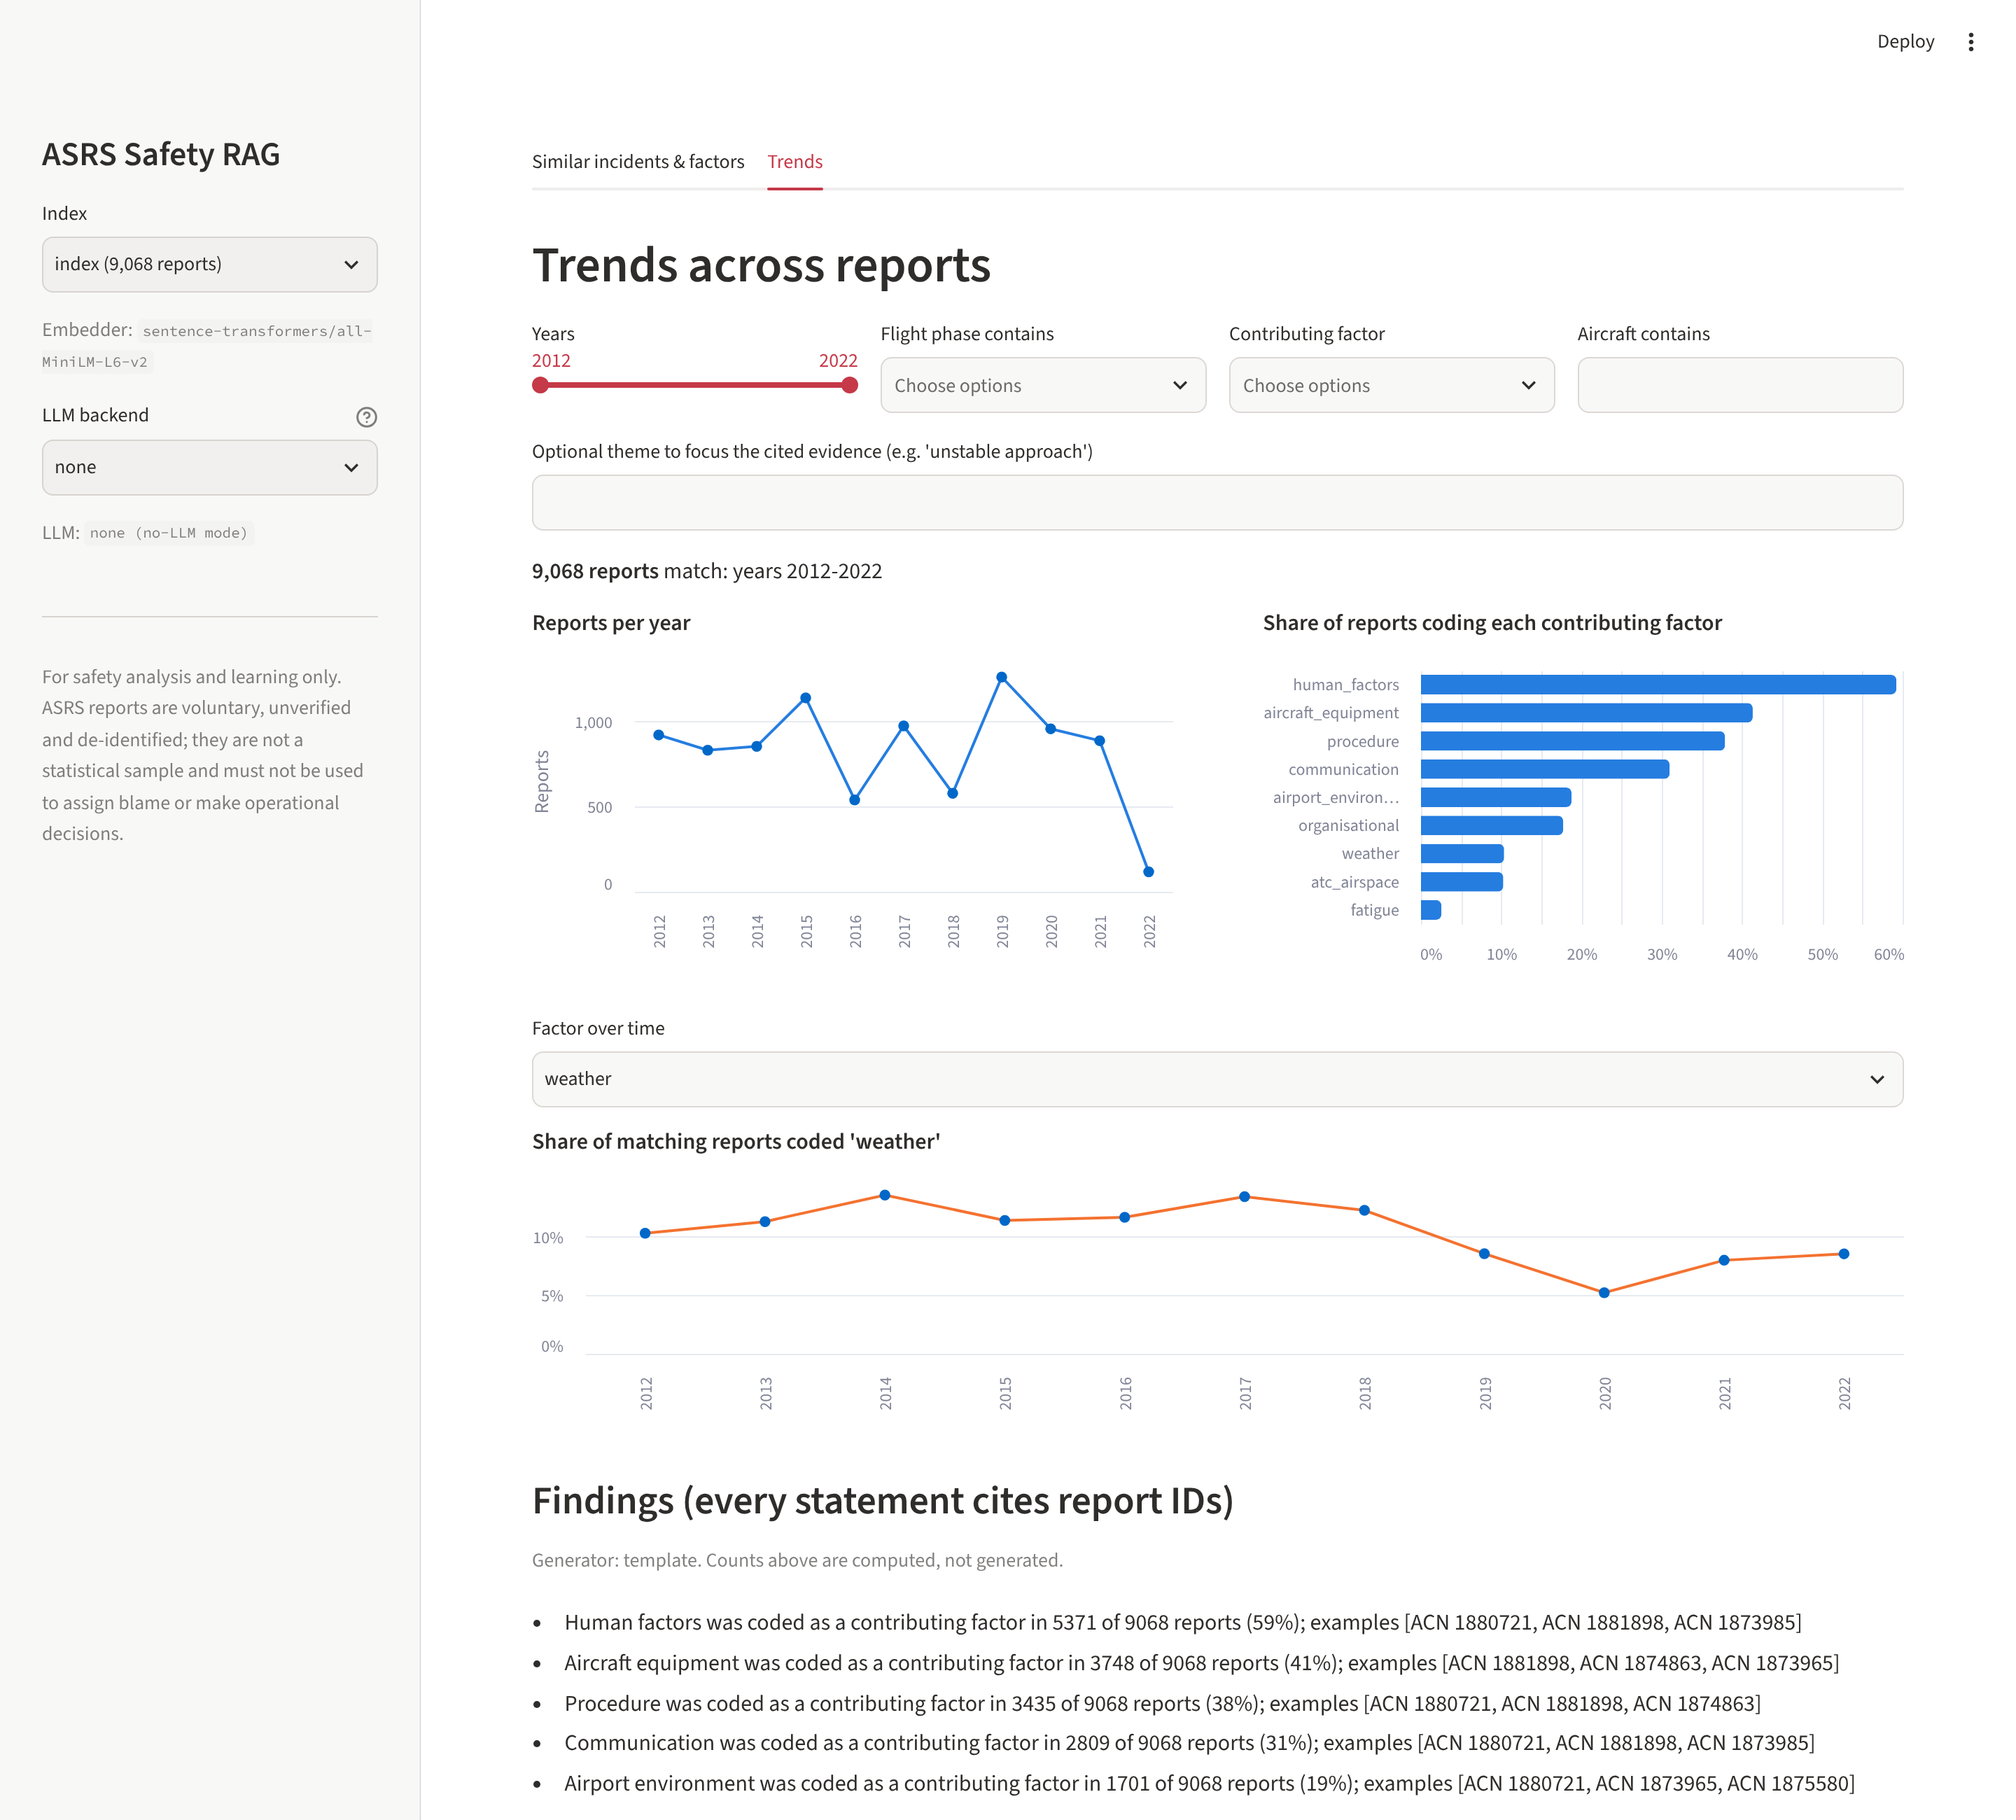 Deploy
ASRS Safety RAG
Index
index (9,068 reports)
Embedder: sentence-transformers/all-
MiniLM-L6-v2
LLM backend
none
LLM: none (no-LLM mode)
For safety analysis and learning only.
ASRS reports are voluntary, unverified
and de-identified; they are not a
statistical sample and must not be used
to assign blame or make operational
decisions.
Similar incidents & factors
Trends
Trends across reports
Years
2012
2022
Flight phase contains
Choose options
Contributing factor
Choose options
Aircraft contains
Optional theme to focus the cited evidence (e.g. 'unstable approach')
9,068 reports match: years 2012-2022
Reports per year
Reports
1,000
500
0
2012
2013
2014
2015
2016
2017
2018
2019
2020
2021
2022
Share of reports coding each contributing factor
human_factors
aircraft_equipment
procedure
communication
airport_environ…
organisational
weather
atc_airspace
fatigue
0%
10%
20%
30%
40%
50%
60%
Factor over time
weather
Share of matching reports coded 'weather'
10%
5%
0%
2012
2013
2014
2015
2016
2017
2018
2019
2020
2021
2022
Findings (every statement cites report IDs)
Generator: template. Counts above are computed, not generated.
• Human factors was coded as a contributing factor in 5371 of 9068 reports (59%); examples [ACN 1880721, ACN 1881898, ACN 1873985]
• Aircraft equipment was coded as a contributing factor in 3748 of 9068 reports (41%); examples [ACN 1881898, ACN 1874863, ACN 1873965]
• Procedure was coded as a contributing factor in 3435 of 9068 reports (38%); examples [ACN 1880721, ACN 1881898, ACN 1874863]
• Communication was coded as a contributing factor in 2809 of 9068 reports (31%); examples [ACN 1880721, ACN 1881898, ACN 1873985]
• Airport environment was coded as a contributing factor in 1701 of 9068 reports (19%); examples [ACN 1880721, ACN 1873965, ACN 1875580]